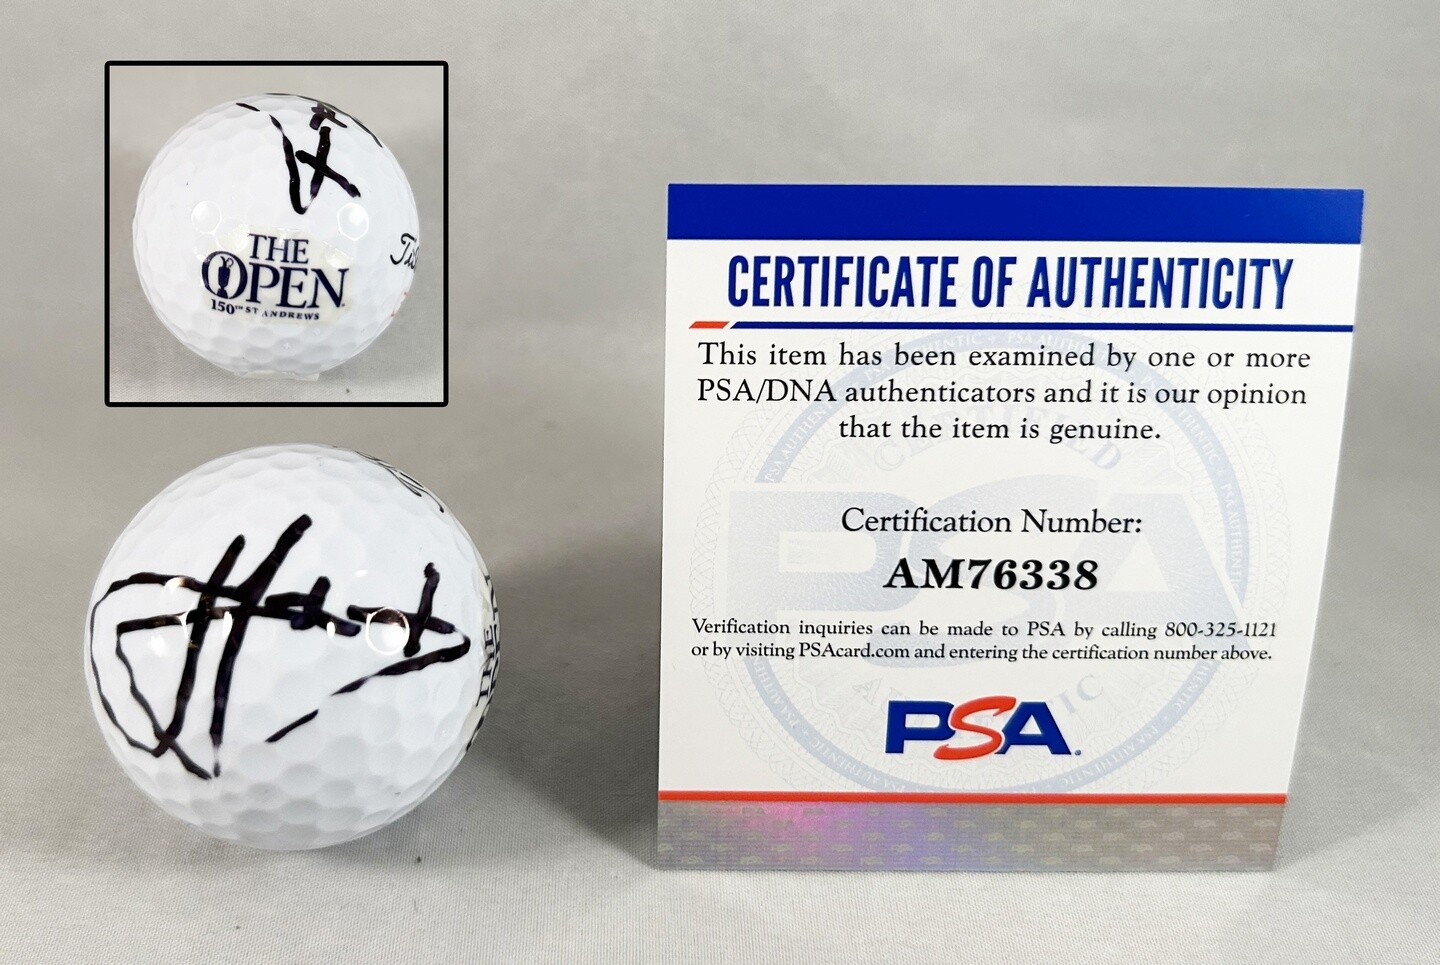 THE
OPEN
150TH ST ANDREWS
CERTIFICATE OF AUTHENTICITY
This item has been examined by one or more
PSA/DNA authenticators and it is our opinion
that the item is genuine.
Certification Number:
AM76338
Verification inquiries can be made to PSA by calling 800-325-1121
or by visiting PSAcard.com and entering the certification number above.
PSA